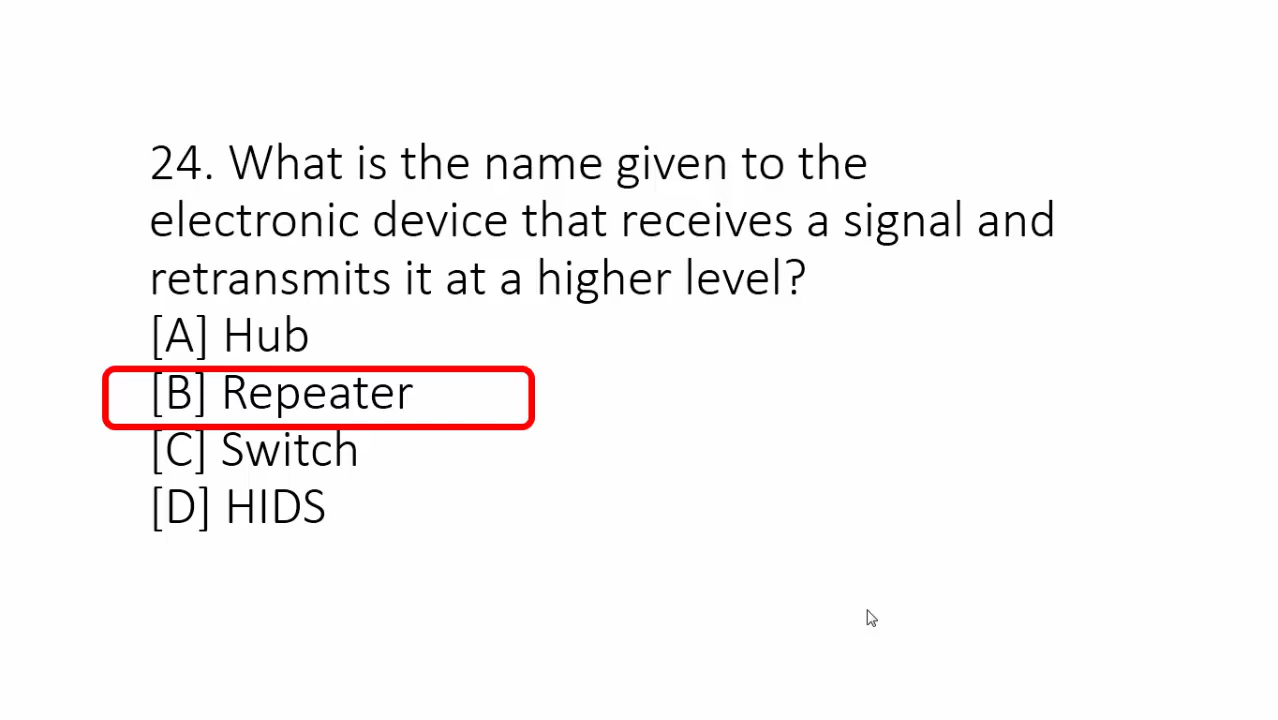 24. What is the name given to the
electronic device that receives a signal and
retransmits it at a higher level?
[A] Hub
[B] Repeater
[C] Switch
[D] HIDS